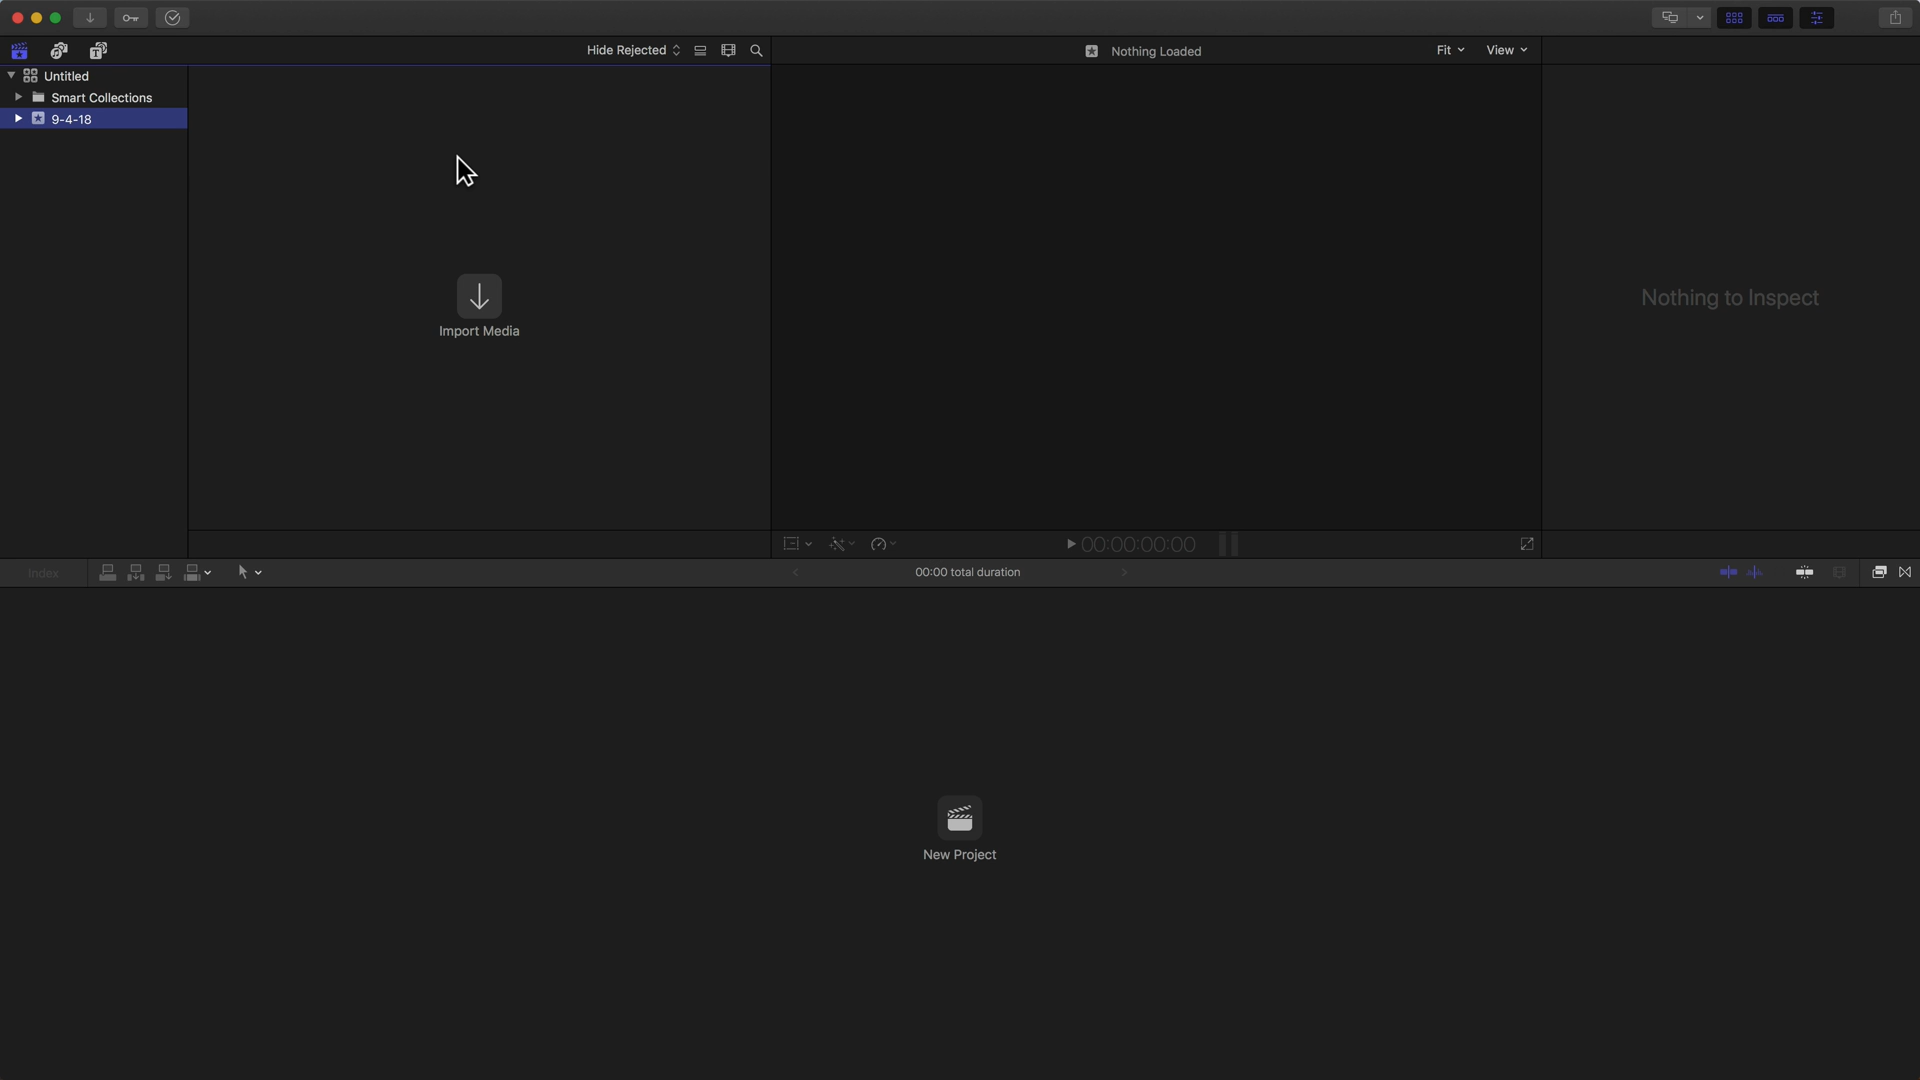 Hide Rejected
Nothing Loaded
Fit
View
Untitled
Smart Collections
9-4-18
Import Media
Nothing to Inspect
00:00:00:00
Index
00:00 total duration
New Project